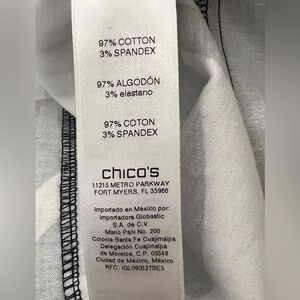 97% COTTON
3% SPANDEX
97% ALGODÓN
3% elastano
97% COTON
3% SPANDEX
chico's
11215 METRO PARKWAY
FORT MYERS, FL 33966
Importado en México por:
Importadora Globastic
S.A. de C.V.
Mario Pani No. 200
Colonia Santa Fe Cuajimalpa
Delegación Cuajimalpa
de Morelos, C.P. 05348
Ciudad de México, México
RFC: IGL090327SE5